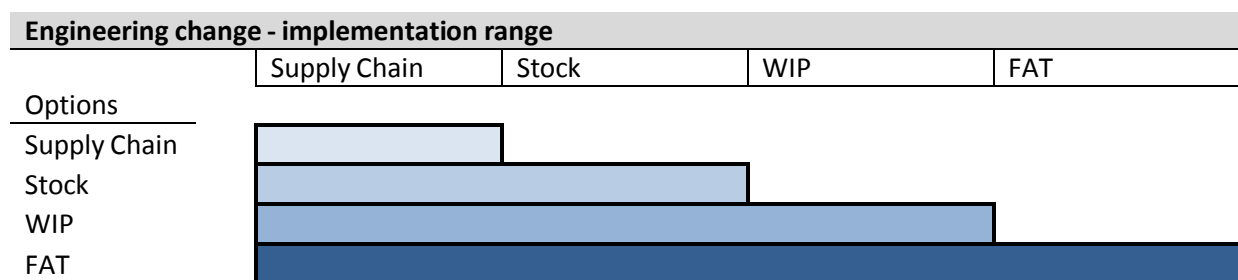 Engineering change - implementation range
Supply Chain Stock WIP FAT
Options
Supply Chain
Stock
WIP
FAT